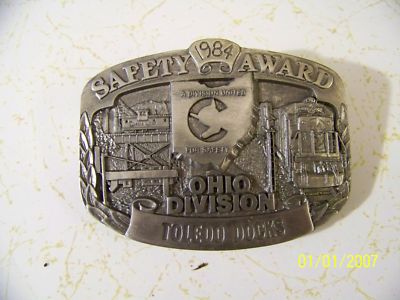 1984
SAFETY AWARD
A DIVISION UNITED
FOR SAFETY
OHIO
DIVISION
TOLEDO DOCKS
01/01/2007